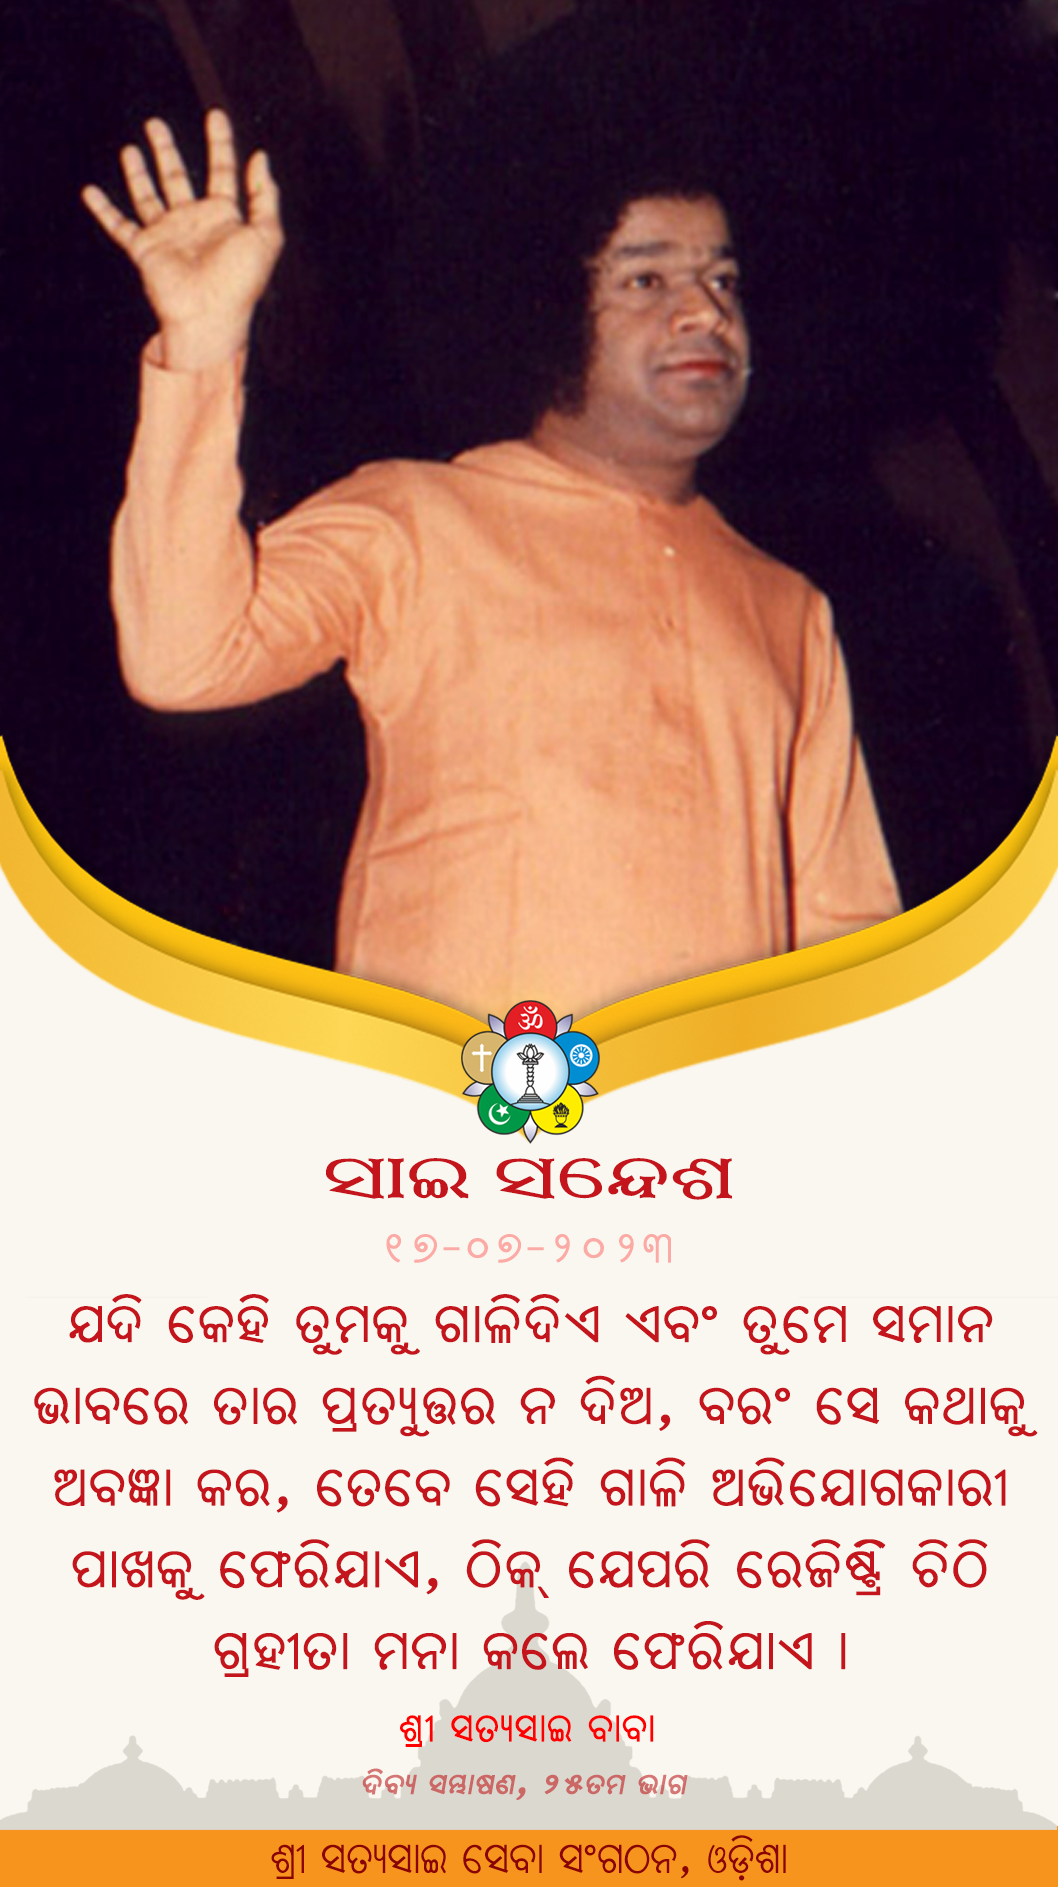 ॐ
ସାଇ ସନ୍ଦେଶ
୧୭-୦୭-୨୦୨୩
ଯଦି କେହି ତୁମକୁ ଗାଳିଦିଏ ଏବଂ ତୁମେ ସମାନ
ଭାବରେ ତାର ପ୍ରତ୍ୟୁତ୍ତର ନ ଦିଅ, ବରଂ ସେ କଥାକୁ
ଅବଜ୍ଞା କର, ତେବେ ସେହି ଗାଳି ଅଭିଯୋଗକାରୀ
ପାଖକୁ ଫେରିଯାଏ, ଠିକ୍ ଯେପରି ରେଜିଷ୍ଟ୍ରି ଚିଠି
ଗ୍ରହୀତା ମନା କଲେ ଫେରିଯାଏ ।
ଶ୍ରୀ ସତ୍ୟସାଇ ବାବା
ଦିବ୍ୟ ସମ୍ଭାଷଣ, ୨୫ତମ ଭାଗ
ଶ୍ରୀ ସତ୍ୟସାଇ ସେବା ସଂଗଠନ, ଓଡ଼ିଶା